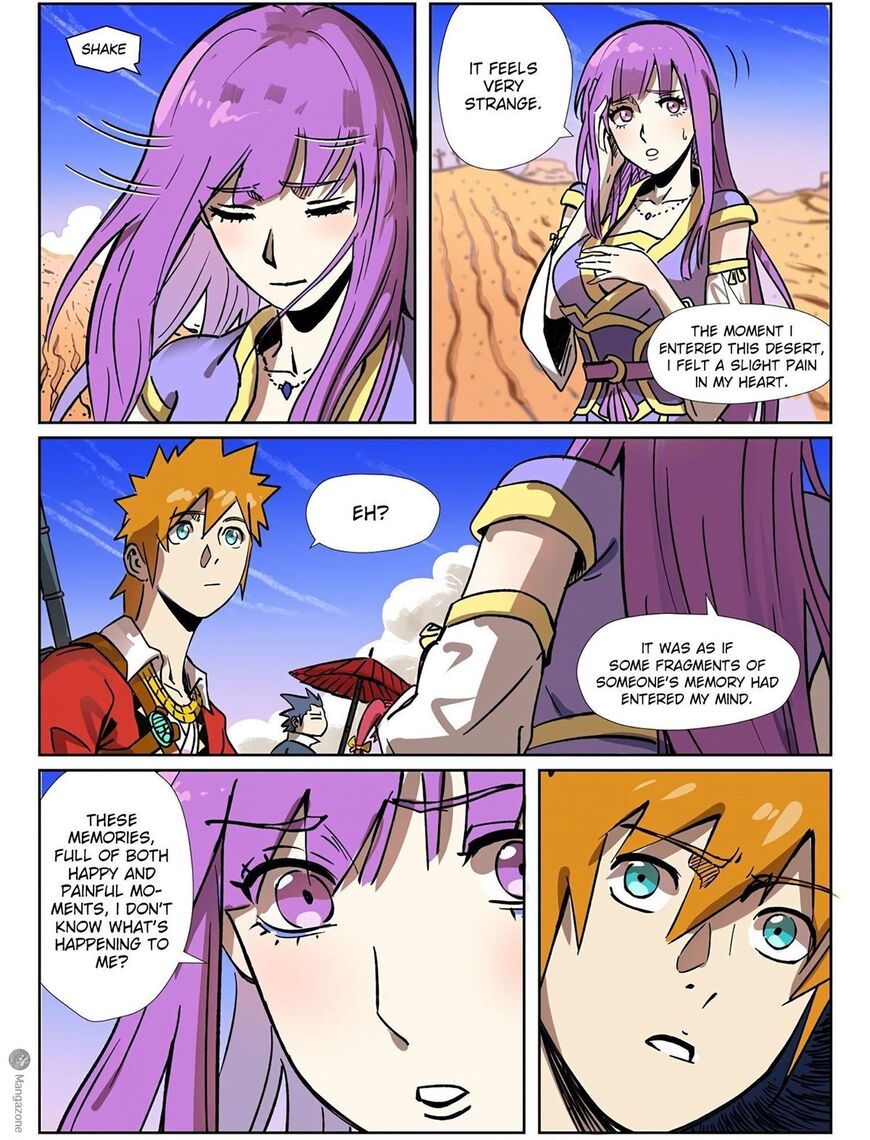 SHAKE
IT FEELS
VERY
STRANGE.
THE MOMENT I
ENTERED THIS DESERT,
I FELT A SLIGHT PAIN
IN MY HEART.
EH?
IT WAS AS IF
SOME FRAGMENTS OF
SOMEONE'S MEMORY HAD
ENTERED MY MIND.
THESE
MEMORIES,
FULL OF BOTH
HAPPY AND
PAINFUL MO-
MENTS, I DON'T
KNOW WHAT'S
HAPPENING TO
ME?
Mangazone